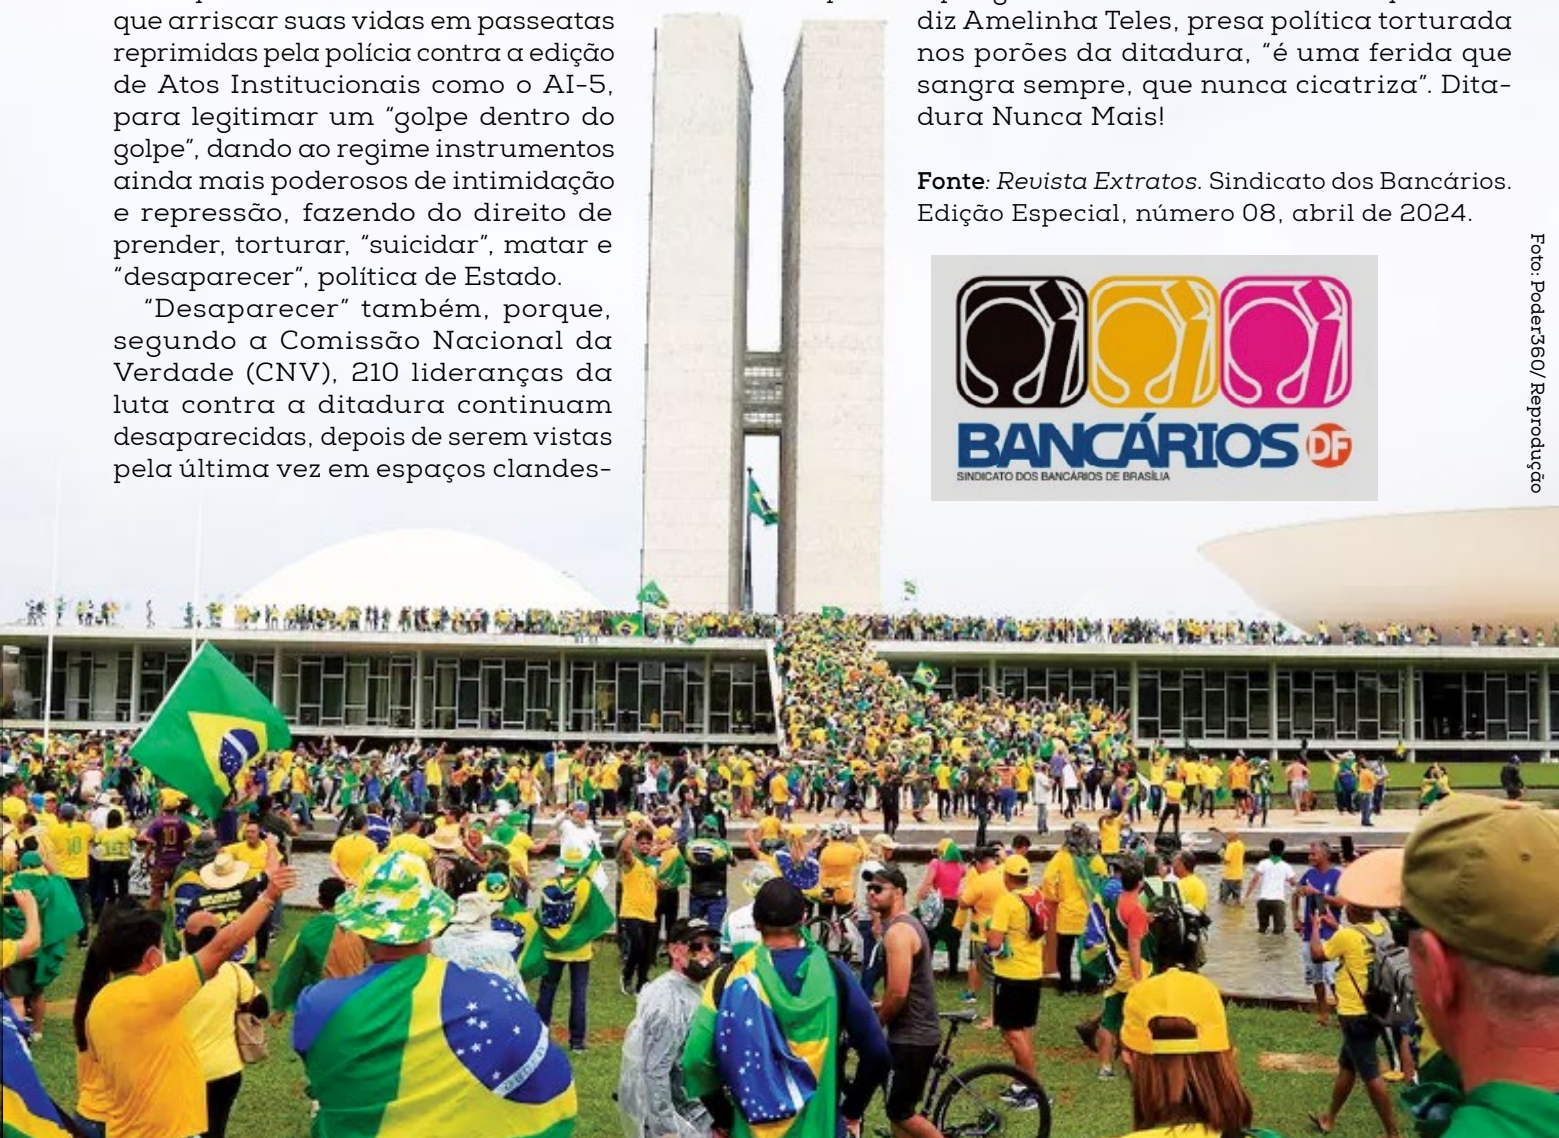 que arriscar suas vidas em passeatas
reprimidas pela polícia contra a edição
de Atos Institucionais como o AI-5,
para legitimar um “golpe dentro do
golpe”, dando ao regime instrumentos
ainda mais poderosos de intimidação
e repressão, fazendo do direito de
prender, torturar, “suicidar”, matar e
“desaparecer”, política de Estado.
“Desaparecer” também, porque,
segundo a Comissão Nacional da
Verdade (CNV), 210 lideranças da
luta contra a ditadura continuam
desaparecidas, depois de serem vistas
pela última vez em espaços clandes-
diz Amelinha Teles, presa política torturada
nos porões da ditadura, “é uma ferida que
sangra sempre, que nunca cicatriza”. Dita-
dura Nunca Mais!
Fonte: Revista Extratos. Sindicato dos Bancários.
Edição Especial, número 08, abril de 2024.
BANCÁRIOS DF
SINDICATO DOS BANCÁRIOS DE BRASÍLIA
Foto: Poder360/ Reprodução
10